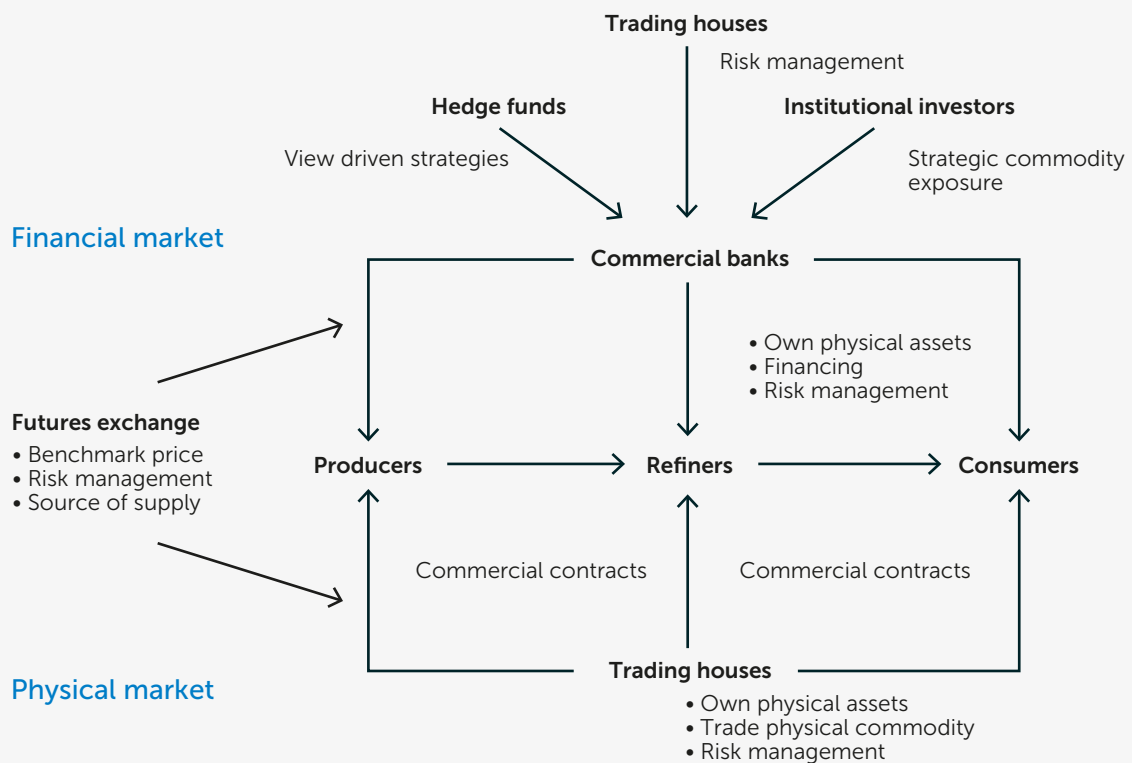 Trading houses
Risk management
Hedge funds
Institutional investors
View driven strategies
Strategic commodity
exposure
Financial market
Commercial banks
• Own physical assets
• Financing
• Risk management
Futures exchange
• Benchmark price
• Risk management
• Source of supply
Producers
Refiners
Consumers
Commercial contracts
Commercial contracts
Trading houses
Physical market
• Own physical assets
• Trade physical commodity
• Risk management